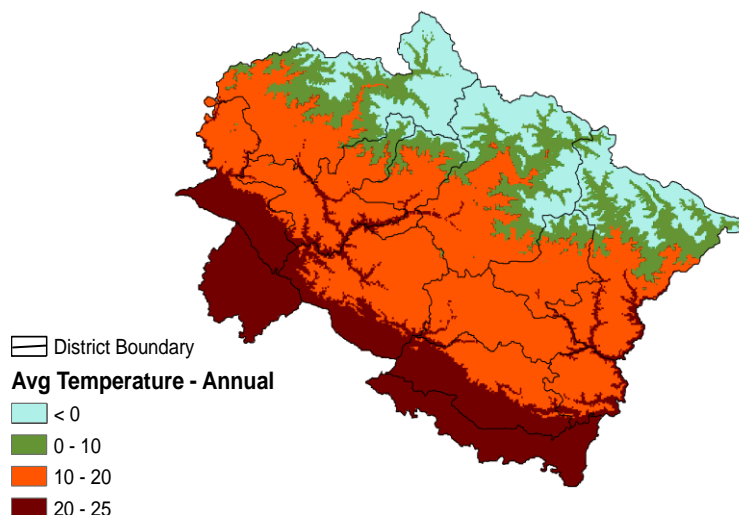 District Boundary
Avg Temperature - Annual
< 0
0 - 10
10 - 20
20 - 25